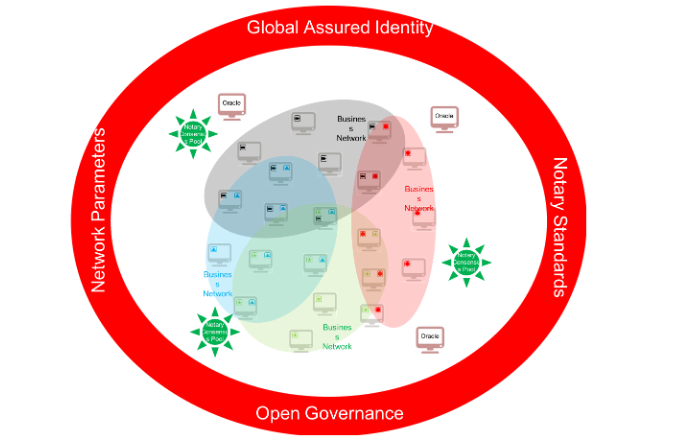 Global Assured Identity
Oracle
Oracle
Notary
Consensu
s Pool
Busines
s
Network
Network Parameters
Notary Standards
Busines
s
Network
Notary
Consensu
s Pool
Busines
s
Network
Notary
Consensu
s Pool
Busines
s
Network
Oracle
Open Governance